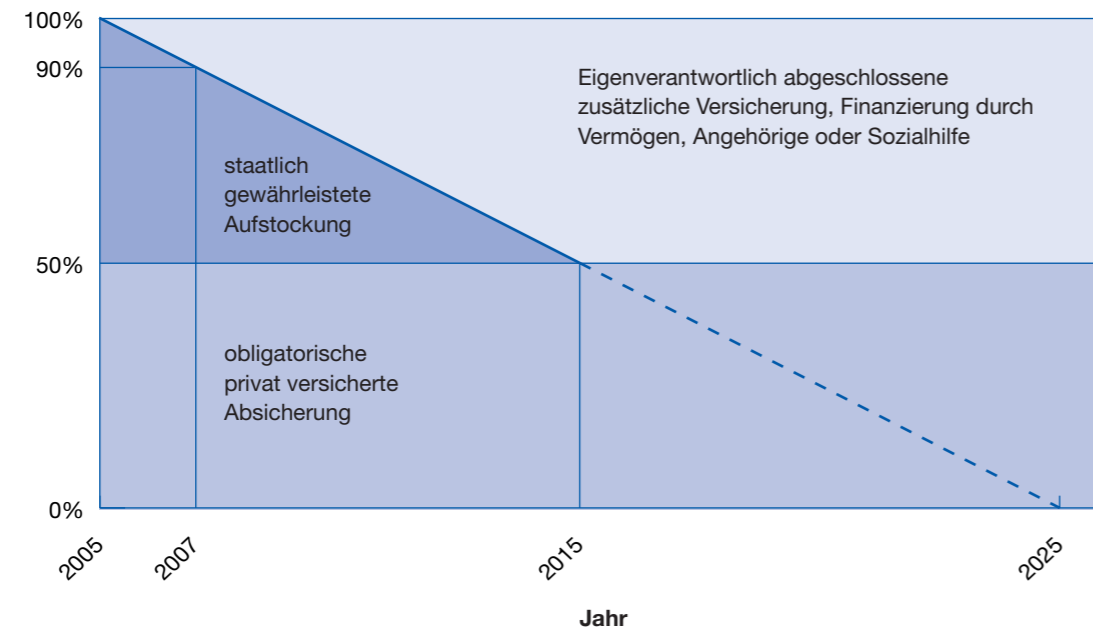 100%
90%
Eigenverantwortlich abgeschlossene
zusätzliche Versicherung, Finanzierung durch
Vermögen, Angehörige oder Sozialhilfe
staatlich
gewährleistete
Aufstockung
50%
obligatorische
privat versicherte
Absicherung
0%
2005
2007
2015
2025
Jahr